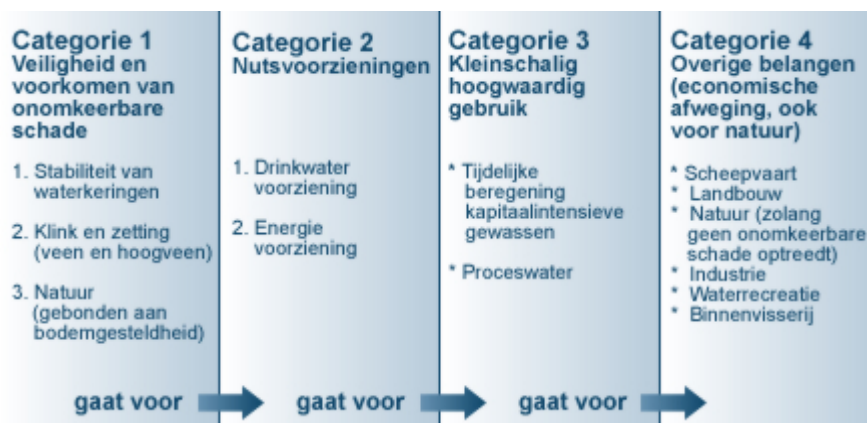 Categorie 1
Veiligheid en
voorkomen van
onomkeerbare
schade
1. Stabiliteit van
waterkeringen
2. Klink en zetting
(veen en hoogveen)
3. Natuur
(gebonden aan
bodemgesteldheid)
gaat voor
Categorie 2
Nutsvoorzieningen
1. Drinkwater
voorziening
2. Energie
voorziening
gaat voor
Categorie 3
Kleinschalig
hoogwaardig
gebruik
* Tijdelijke
beregening
kapitaalintensieve
gewassen
* Proceswater
gaat voor
Categorie 4
Overige belangen
(economische
afweging, ook
voor natuur)
* Scheepvaart
* Landbouw
* Natuur (zolang
geen onomkeerbare
schade optreedt)
* Industrie
* Waterrecreatie
* Binnenvisserij